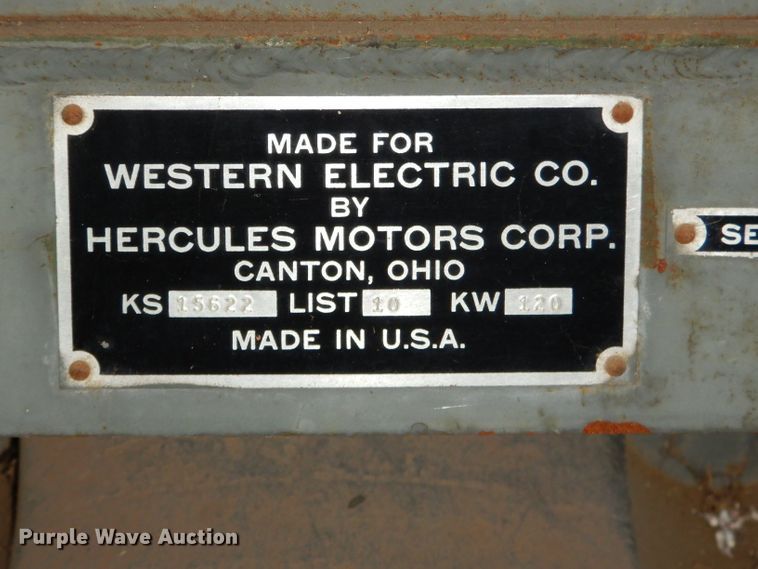 MADE FOR
WESTERN ELECTRIC CO.
BY
HERCULES MOTORS CORP.
CANTON, OHIO
KS 15622 LIST 10 KW 120
MADE IN U.S.A.
SE
Purple Wave Auction